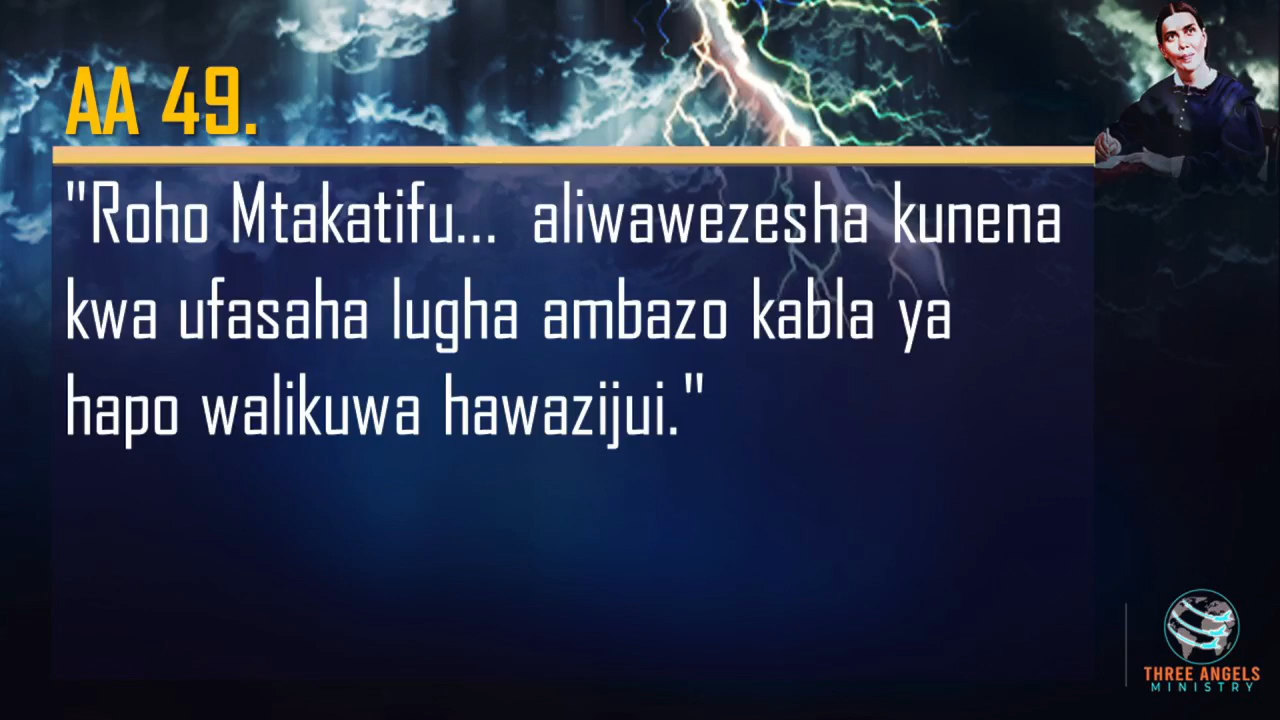 AA 49.
"Roho Mtakatifu... aliwawezesha kunena
kwa ufasaha lugha ambazo kabla ya
hapo walikuwa hawazijui."
THREE ANGELS
MINISTRY